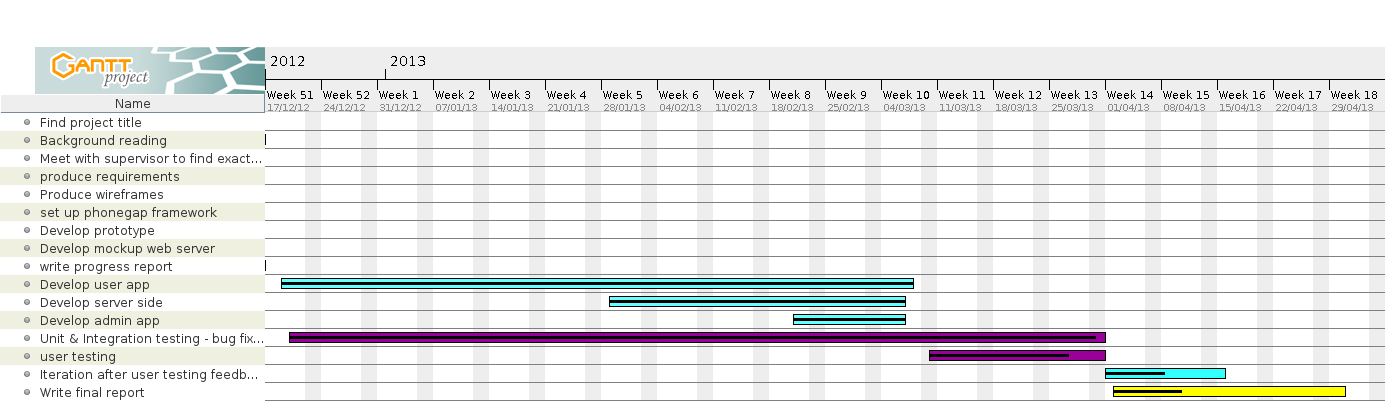 GANTT
project
2012 2013
Week 51 Week 52 Week 1 Week 2 Week 3 Week 4 Week 5 Week 6 Week 7 Week 8 Week 9 Week 10 Week 11 Week 12 Week 13 Week 14 Week 15 Week 16 Week 17 Week 18
Name 17/12/12 24/12/12 31/12/12 07/01/13 14/01/13 21/01/13 28/01/13 04/02/13 11/02/13 18/02/13 25/02/13 04/03/13 11/03/13 18/03/13 25/03/13 01/04/13 08/04/13 15/04/13 22/04/13 29/04/13
Find project title
Background reading
Meet with supervisor to find exact...
produce requirements
Produce wireframes
set up phonegap framework
Develop prototype
Develop mockup web server
write progress report
Develop user app
Develop server side
Develop admin app
Unit & Integration testing - bug fix...
user testing
Iteration after user testing feedb...
Write final report